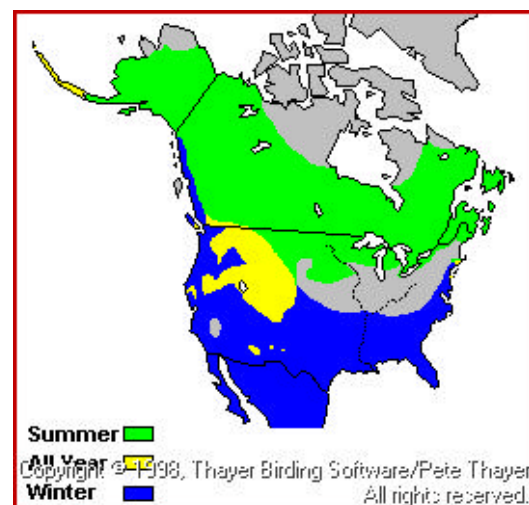 Summer
All Year
Copyright © 1998, Thayer Birding Software/Pete Thayer
Winter
All rights reserved.